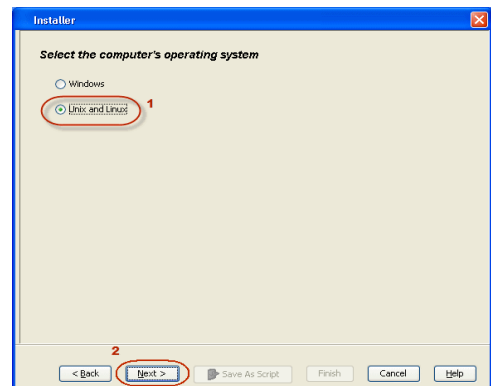 Installer
Select the computer's operating system
Windows
Unix and Linux
1
2
< Back
Next >
Save As Script
Finish
Cancel
Help